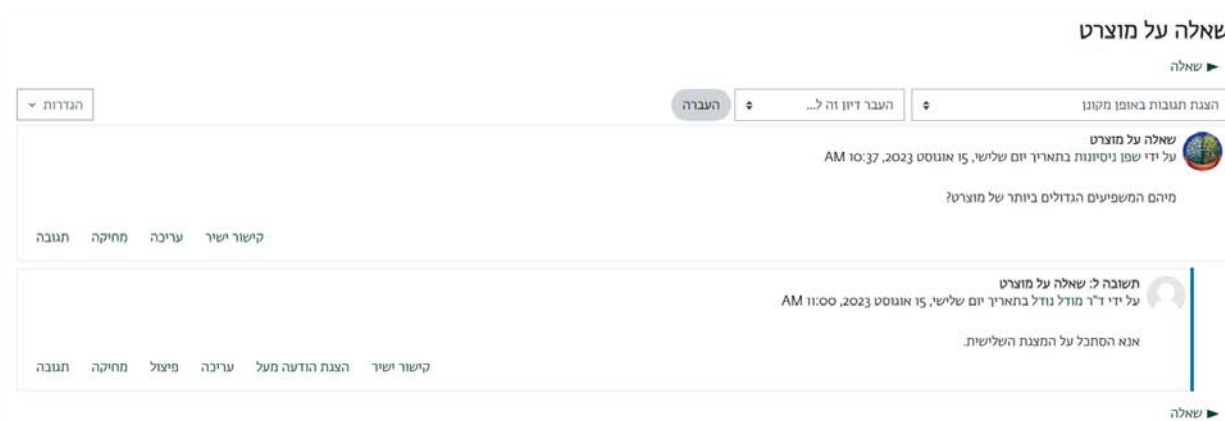 שאלה על מוצרט
► שאלה
הצגת תגובות באופן מקונן העבר דיון זה ל... העברה הגדרות
שאלה על מוצרט
על ידי שפן ניסיונות בתאריך יום שלישי, 15 אוגוסט 2023, 10:37 AM
מיהם המשפיעים הגדולים ביותר של מוצרט?
קישור ישיר עריכה מחיקה תגובה
תשובה ל: שאלה על מוצרט
על ידי ד"ר מודל נודל בתאריך יום שלישי, 15 אוגוסט 2023, 11:00 AM
אנא הסתכל על המצגת השלישית.
קישור ישיר הצגת הודעה מעל עריכה פיצול מחיקה תגובה
► שאלה